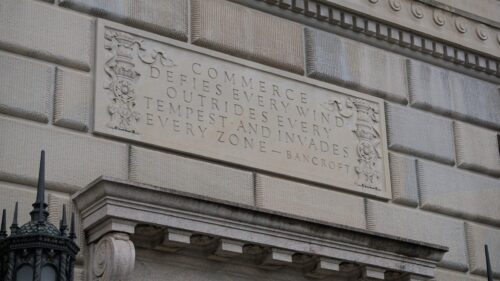 COMMERCE
DEFIES EVERY WIND
OUTRIDES EVERY
TEMPEST AND INVADES
EVERY ZONE — BANCROFT